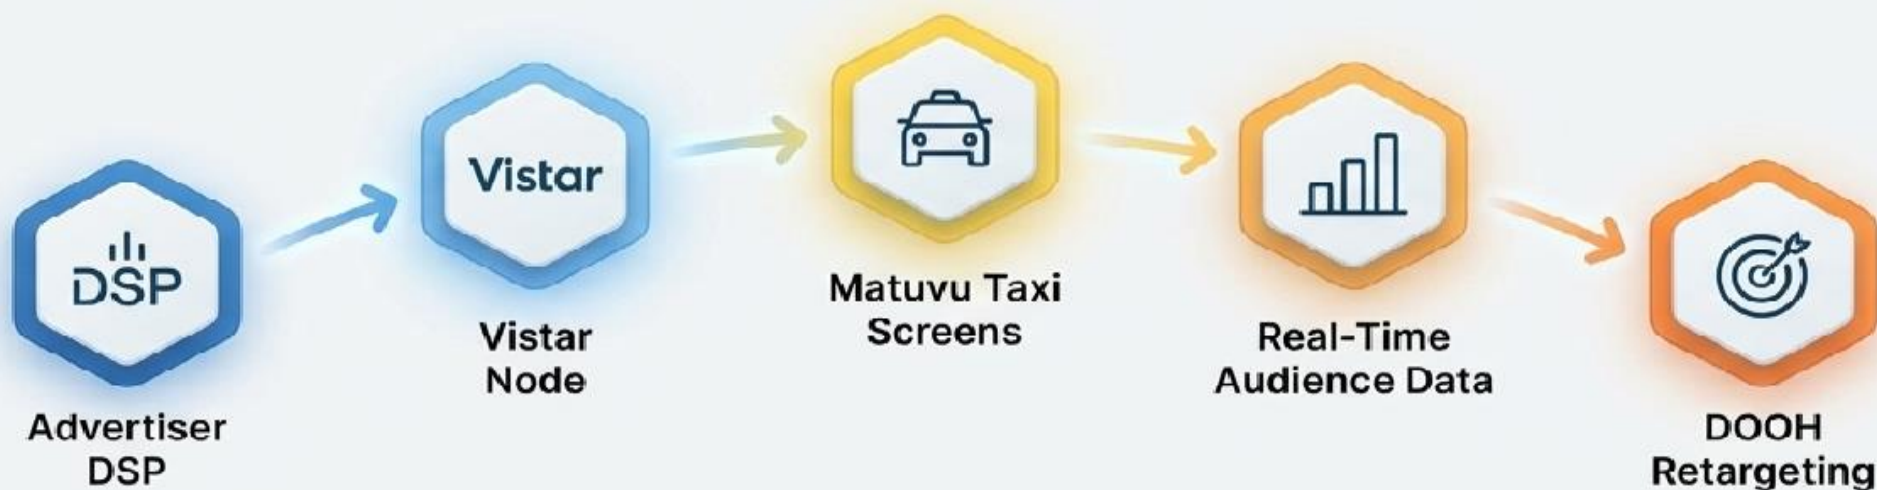 DSP
Advertiser
DSP
Vistar
Vistar
Node
Matuvu Taxi
Screens
Real-Time
Audience Data
DOOH
Retargeting